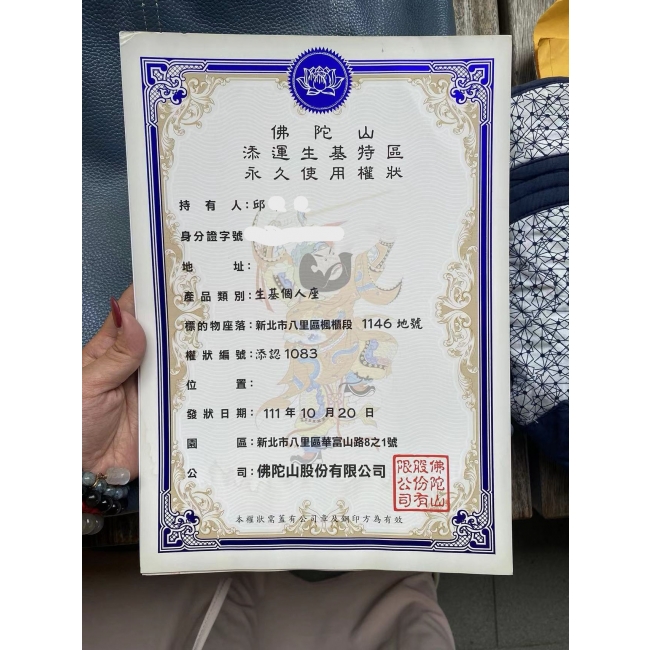 佛陀山
添運生基特區
永久使用權狀
持有人：邱
身分證字號
地址：
產品類別：生基個人座
標的物座落：新北市八里區楓櫃段 1146 地號
權狀編號：添認1083
位置：
發狀日期：111 年 10 月 20 日
園區：新北市八里區華富山路8之1號
公司：佛陀山股份有限公司
佛陀山股份有限公司
本權狀需蓋有公司章及鋼印方為有效